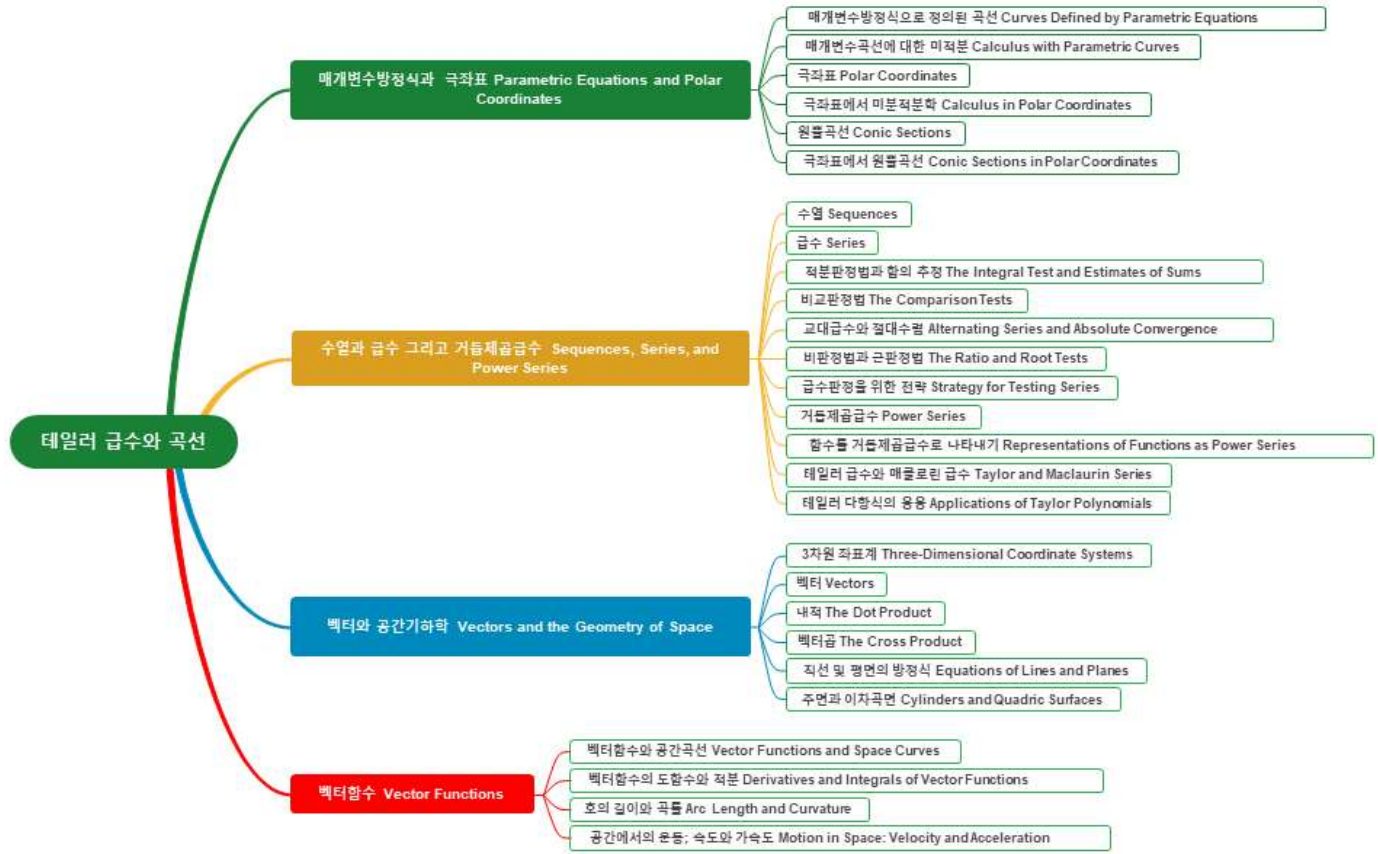 테일러 급수와 곡선
매개변수방정식과 극좌표 Parametric Equations and Polar
Coordinates
매개변수방정식으로 정의된 곡선 Curves Defined by Parametric Equations
매개변수곡선에 대한 미적분 Calculus with Parametric Curves
극좌표 Polar Coordinates
극좌표에서 미분적분학 Calculus in Polar Coordinates
원뿔곡선 Conic Sections
극좌표에서 원뿔곡선 Conic Sections in Polar Coordinates
수열과 급수 그리고 거듭제곱급수 Sequences, Series, and
Power Series
수열 Sequences
급수 Series
적분판정법과 합의 추정 The Integral Test and Estimates of Sums
비교판정법 The Comparison Tests
교대급수와 절대수렴 Alternating Series and Absolute Convergence
비판정법과 근판정법 The Ratio and Root Tests
급수판정을 위한 전략 Strategy for Testing Series
거듭제곱급수 Power Series
함수를 거듭제곱급수로 나타내기 Representations of Functions as Power Series
테일러 급수와 매클로린 급수 Taylor and Maclaurin Series
테일러 다항식의 응용 Applications of Taylor Polynomials
벡터와 공간기하학 Vectors and the Geometry of Space
3차원 좌표계 Three-Dimensional Coordinate Systems
벡터 Vectors
내적 The Dot Product
벡터곱 The Cross Product
직선 및 평면의 방정식 Equations of Lines and Planes
주면과 이차곡면 Cylinders and Quadric Surfaces
벡터함수 Vector Functions
벡터함수와 공간곡선 Vector Functions and Space Curves
벡터함수의 도함수와 적분 Derivatives and Integrals of Vector Functions
호의 길이와 곡률 Arc Length and Curvature
공간에서의 운동; 속도와 가속도 Motion in Space: Velocity and Acceleration